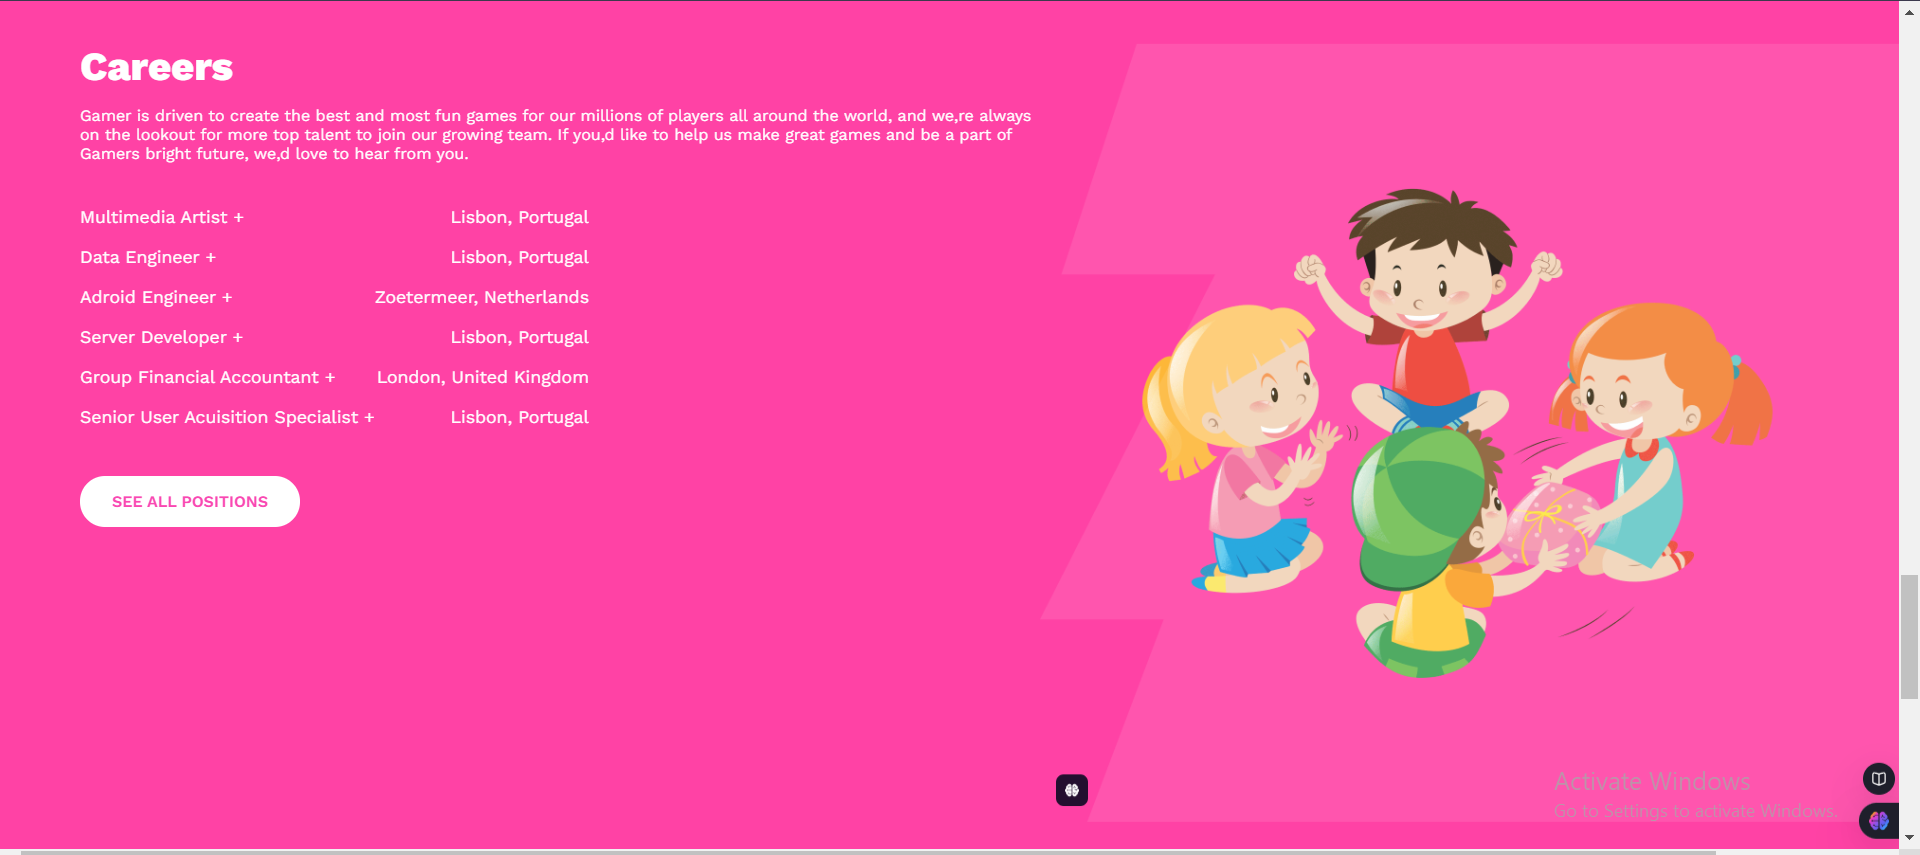 Careers
Gamer is driven to create the best and most fun games for our millions of players all around the world, and we,re always
on the lookout for more top talent to join our growing team. If you,d like to help us make great games and be a part of
Gamers bright future, we,d love to hear from you.
Multimedia Artist + Lisbon, Portugal
Data Engineer + Lisbon, Portugal
Adroid Engineer + Zoetermeer, Netherlands
Server Developer + Lisbon, Portugal
Group Financial Accountant + London, United Kingdom
Senior User Acuisition Specialist + Lisbon, Portugal
SEE ALL POSITIONS
Activate Windows
Go to Settings to activate Windows.